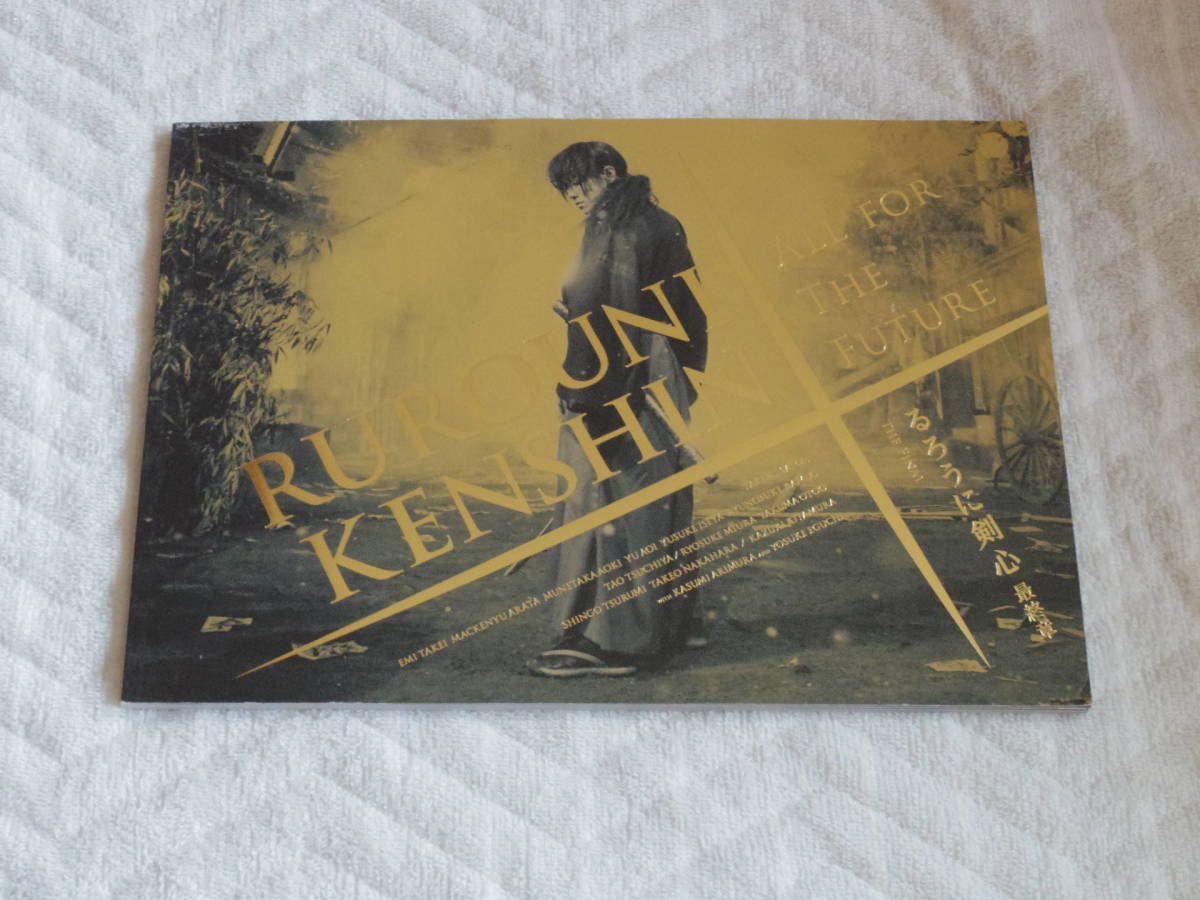 RUROUNI
KENSHIN
ALL FOR
THE
FUTURE
るろうに剣心 最終章
THE FINAL
EMI TAKEI MACKENYU ARATA MUNETAKA AOKI YU AOI YUSUKE ISEYA
TAO TSUCHIYA / RYOSUKE MIURA
SHINGO TSURUMI TAKEO NAKAHARA / KAZUKI KITAMURA
WITH KASUMI ARIMURA AND YOSUKE EGUCHI